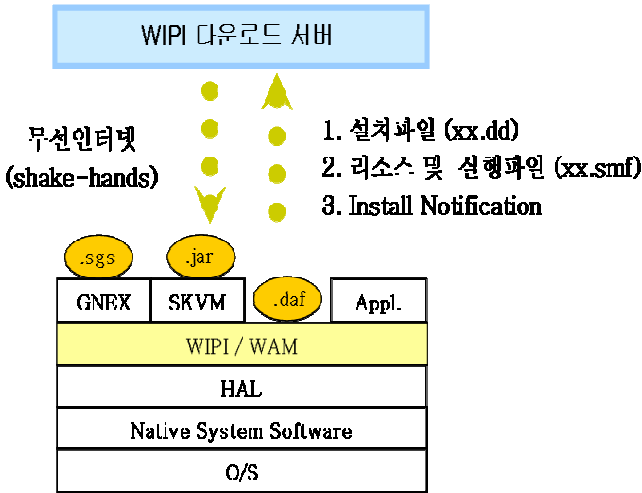 WIPI 다운로드 서버
무선인터넷
(shake-hands)
1. 설치파일 (xx.dd)
2. 리소스 및 실행파일 (xx.smf)
3. Install Notification
.sgs
.jar
.daf
GNEX
SKVM
Appl.
WIPI / WAM
HAL
Native System Software
O/S